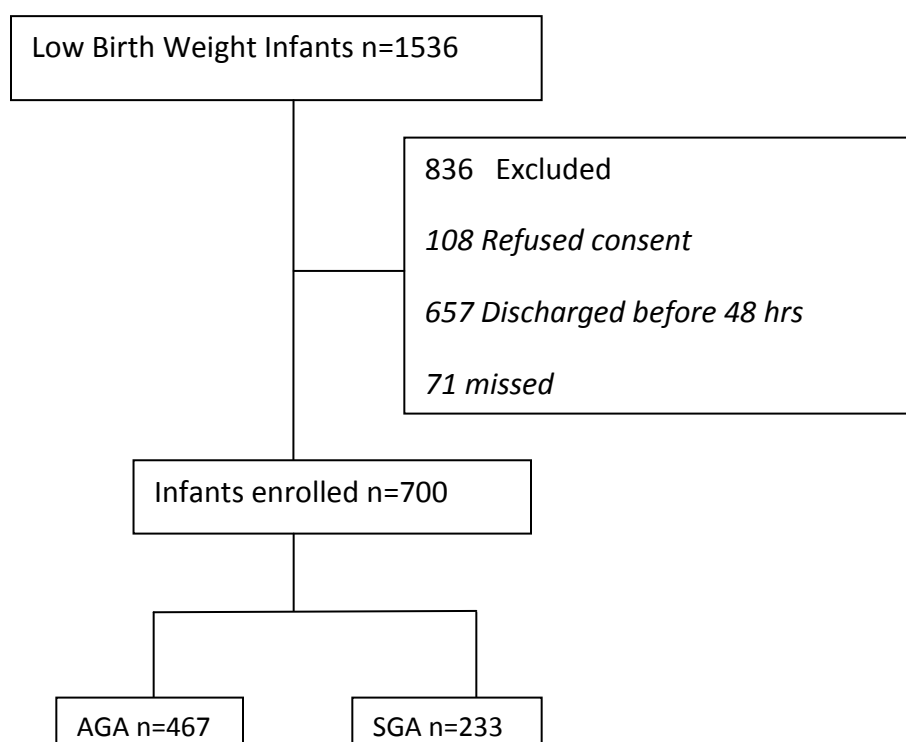 Low Birth Weight Infants n=1536
836 Excluded
108 Refused consent
657 Discharged before 48 hrs
71 missed
Infants enrolled n=700
AGA n=467
SGA n=233